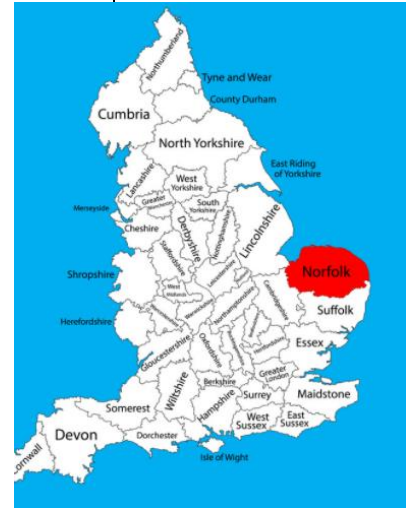 Northumberland
Tyne and Wear
County Durham
Cumbria
North Yorkshire
East Riding
of Yorkshire
Lancashire
West
Yorkshire
Greater
Manchester
South
Yorkshire
Merseyside
Cheshire
Derbyshire
Nottinghamshire
Lincolnshire
Norfolk
Shropshire
Staffordshire
Leicestershire
West
Midlands
Suffolk
Herefordshire
Warwickshire
Northamptonshire
Cambridgeshire
Gloucestershire
Oxfordshire
Essex
Greater
London
Wiltshire
Berkshire
Surrey
Maidstone
Somerest
Hampshire
West
Sussex
East
Sussex
Devon
Dorchester
Isle of Wight
Cornwall